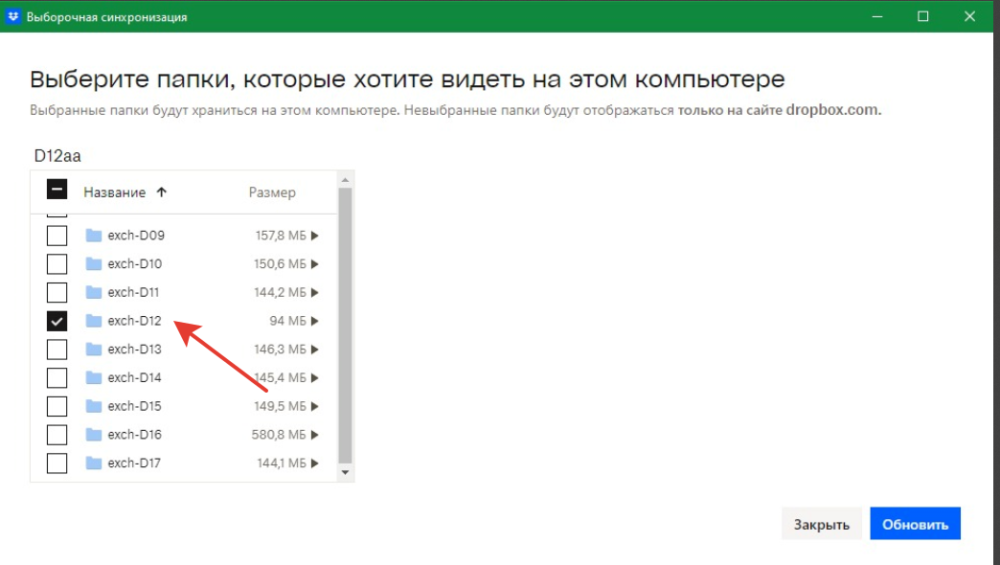 Выборочная синхронизация
Выберите папки, которые хотите видеть на этом компьютере
Выбранные папки будут храниться на этом компьютере. Невыбранные папки будут отображаться только на сайте dropbox.com.
D12aa
Название Размер
exch-D09 157,8 МБ
exch-D10 150,6 МБ
exch-D11 144,2 МБ
exch-D12 94 МБ
exch-D13 146,3 МБ
exch-D14 145,4 МБ
exch-D15 149,5 МБ
exch-D16 580,8 МБ
exch-D17 144,1 МБ
Закрыть Обновить